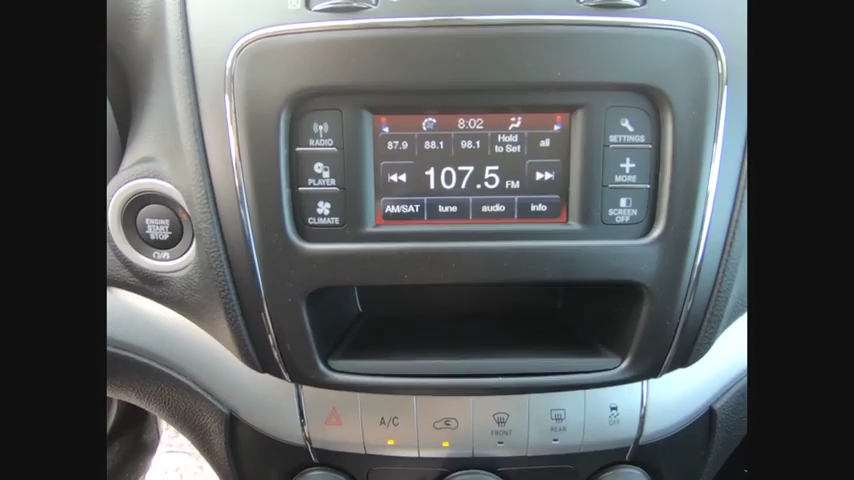 8:02
87.9 88.1 98.1 Hold to Set all
107.5 FM
AM/SAT tune audio info
RADIO
PLAYER
CLIMATE
SETTINGS
MORE
SCREEN
OFF
ENGINE
START
STOP
A/C
FRONT
REAR
OFF